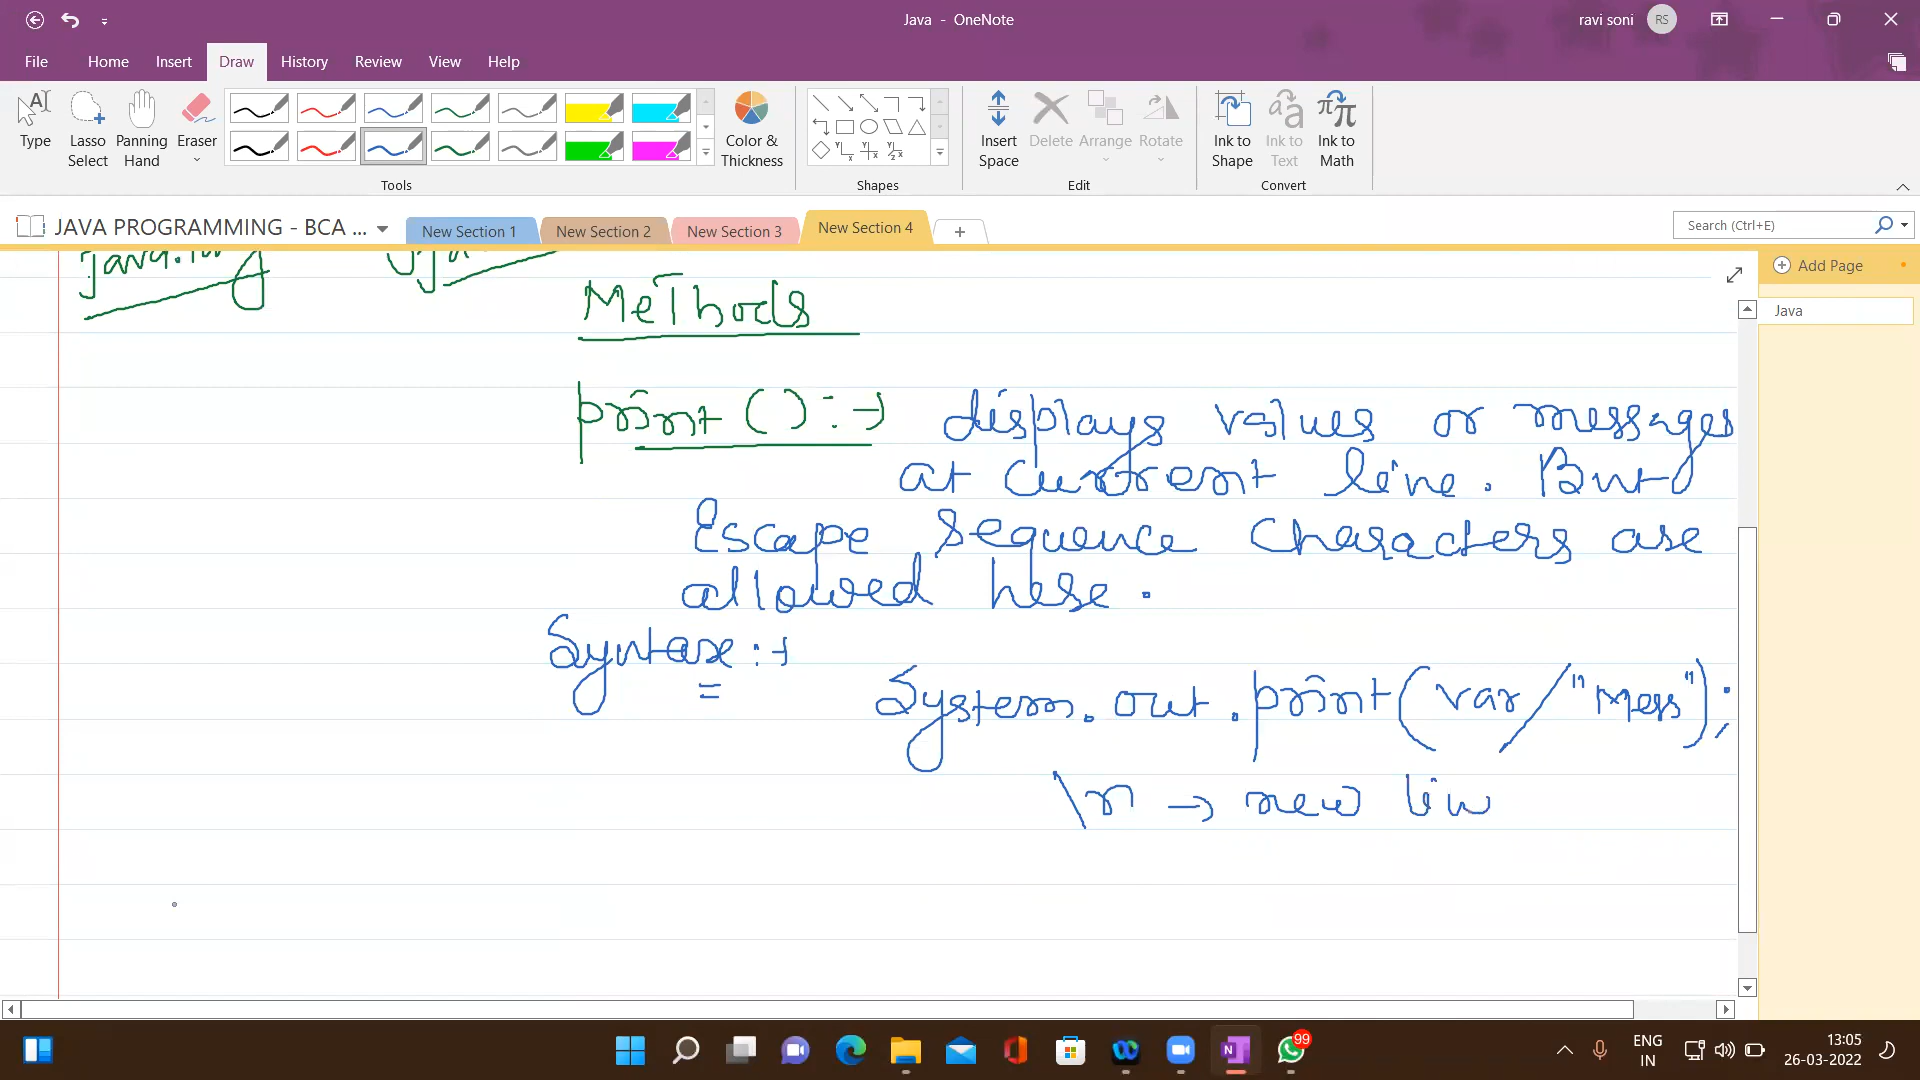 Java - OneNote
ravi soni RS
File Home Insert Draw History Review View Help
Type Lasso Select Panning Hand Eraser Color & Thickness Insert Space Delete Arrange Rotate Ink to Shape Ink to Text Ink to Math
Tools Shapes Edit Convert
JAVA PROGRAMMING - BCA ... New Section 1 New Section 2 New Section 3 New Section 4 Search (Ctrl+E)
Add Page
Java
Methods
print () :→ displays values or messages
at current line. But
Escape Sequence Characters are
allowed here.
Syntax :→
System.out.print(var/"mess");
\n → new line
99
ENG
IN
13:05
26-03-2022